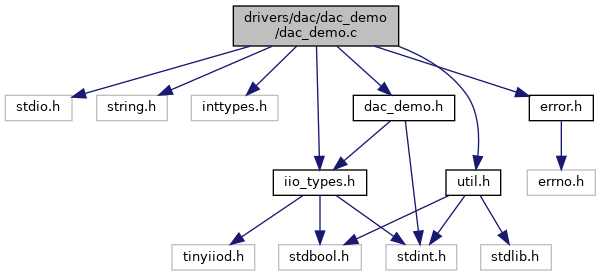 drivers/dac/dac_demo
/dac_demo.c
stdio.h
string.h
inttypes.h
dac_demo.h
error.h
iio_types.h
util.h
errno.h
tinyiiod.h
stdbool.h
stdint.h
stdlib.h